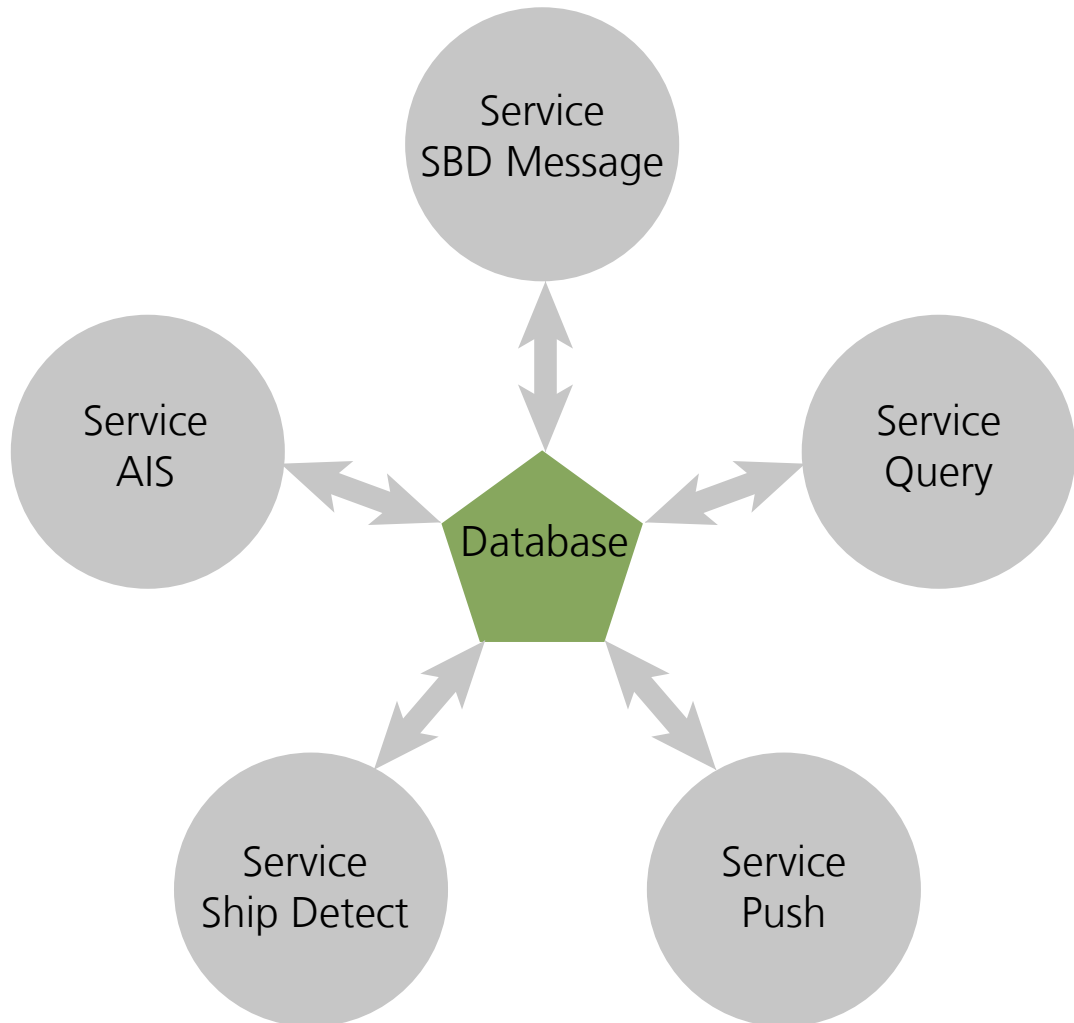 Service
SBD Message
Service
AIS
Service
Query
Database
Service
Ship Detect
Service
Push